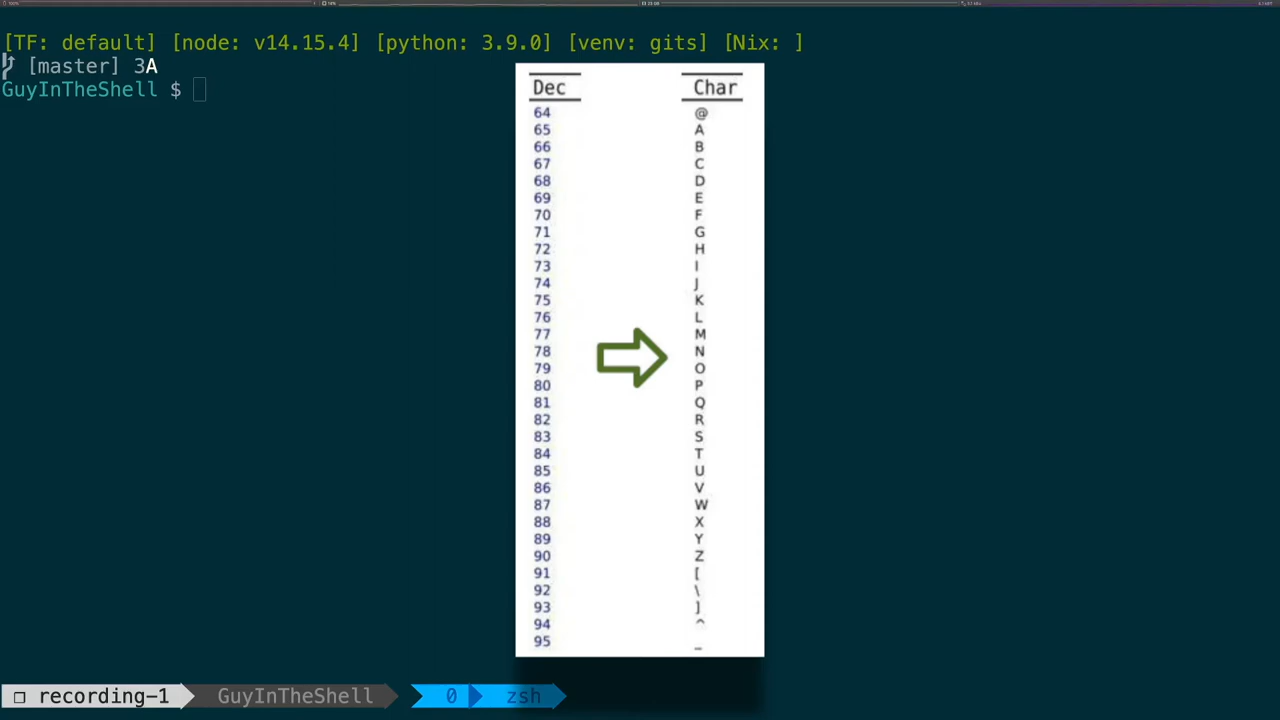 [TF: default] [node: v14.15.4] [python: 3.9.0] [venv: gits] [Nix: ]
[master] 3A
GuyInTheShell $
Dec Char
64 @
65 A
66 B
67 C
68 D
69 E
70 F
71 G
72 H
73 I
74 J
75 K
76 L
77 M
78 N
79 O
80 P
81 Q
82 R
83 S
84 T
85 U
86 V
87 W
88 X
89 Y
90 Z
91 [
92 \
93 ]
94 ^
95 _
recording-1 GuyInTheShell 0 zsh